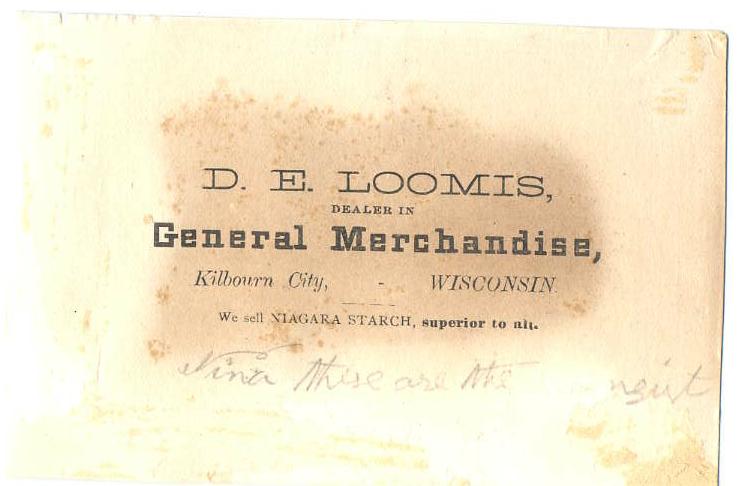 D. E. LOOMIS,
DEALER IN
General Merchandise,
Kilbourn City, - WISCONSIN.
We sell NIAGARA STARCH, superior to all.
Nina these are the